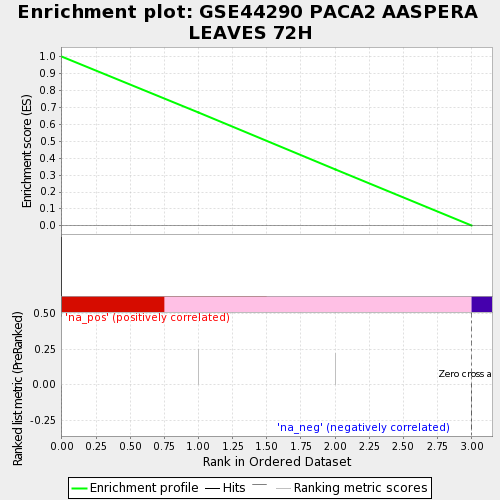 Enrichment plot: GSE44290 PACA2 AASPERA
LEAVES 72H
Enrichment score (ES)
1.0
0.9
0.8
0.7
0.6
0.5
0.4
0.3
0.2
0.1
0.0
'na_pos' (positively correlated)
Ranked list metric (PreRanked)
0.50
0.25
0.00
-0.25
Zero cross a
'na_neg' (negatively correlated)
0.00 0.25 0.50 0.75 1.00 1.25 1.50 1.75 2.00 2.25 2.50 2.75 3.00
Rank in Ordered Dataset
Enrichment profile Hits Ranking metric scores